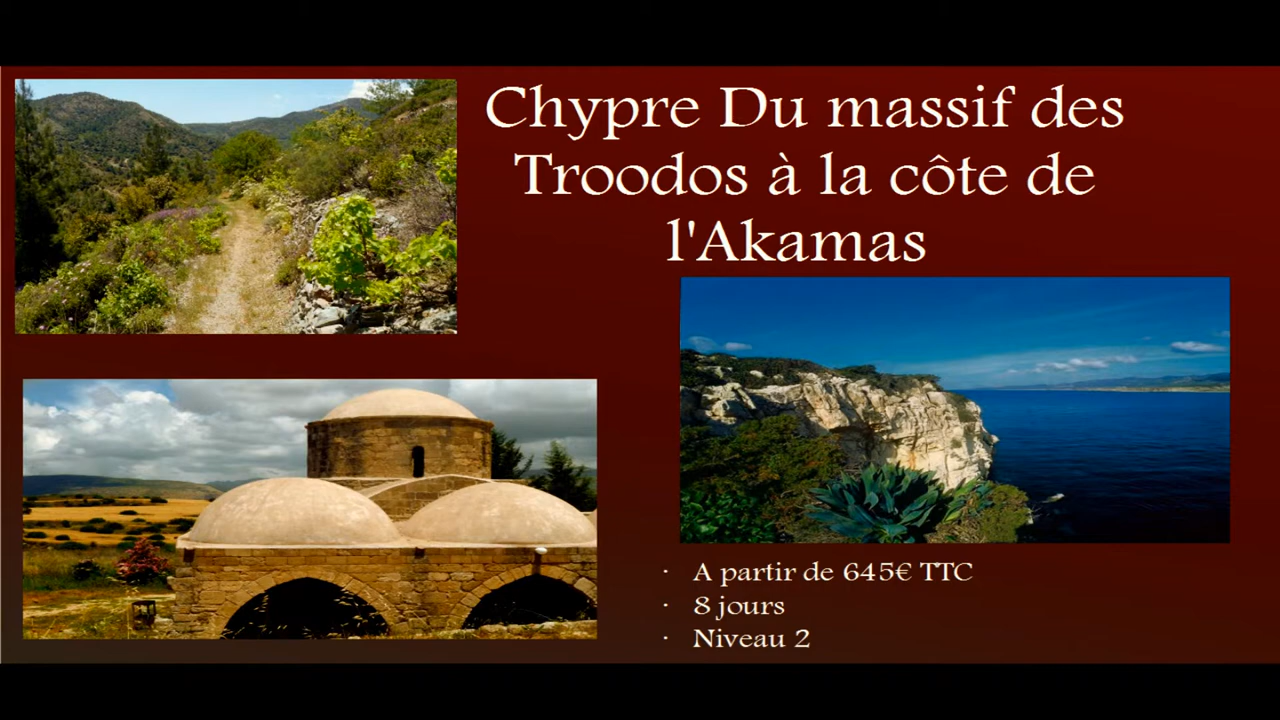 Chypre Du massif des
Troodos à la côte de
l'Akamas
· A partir de 645€ TTC
· 8 jours
· Niveau 2